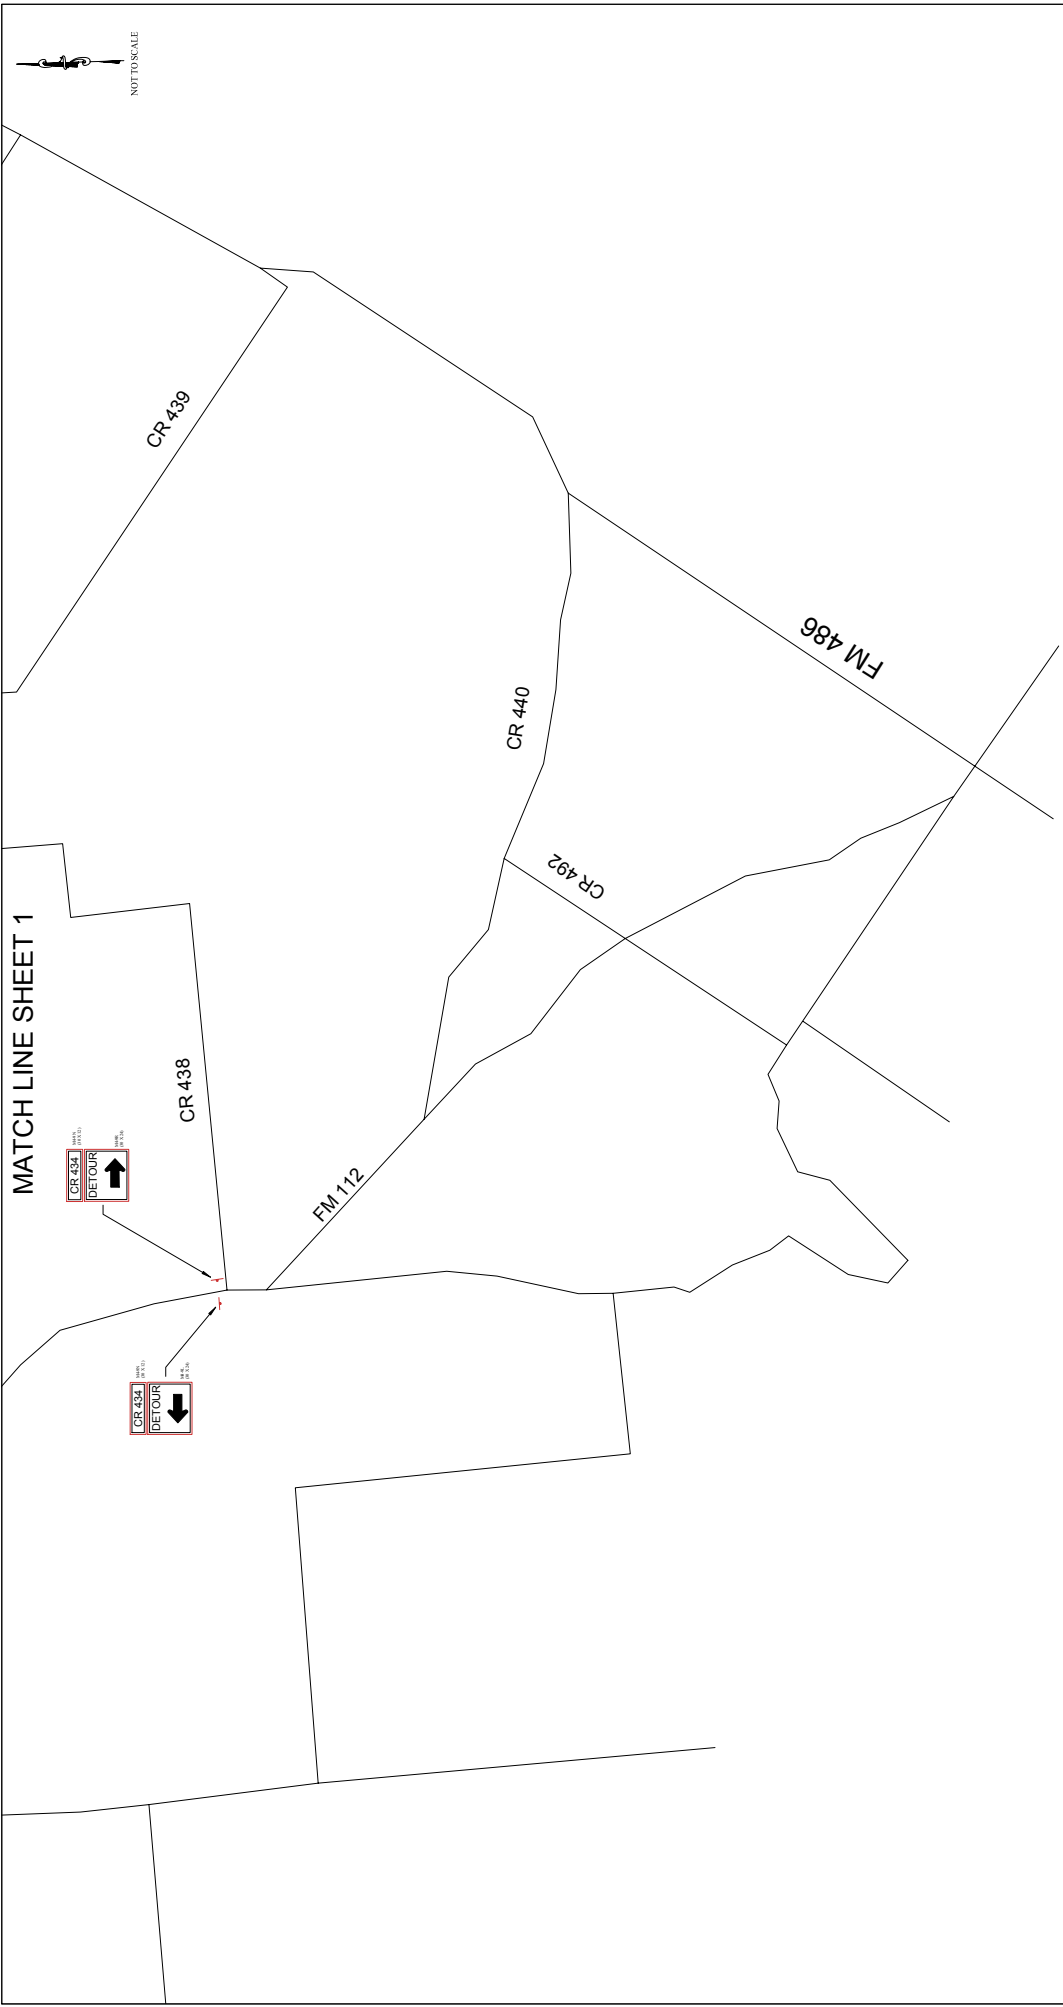 NOT TO SCALE
CR 439
FM 486
CR 440
CR 492
MATCH LINE SHEET 1
CR 438
CR 434
DETOUR
FM 112
CR 434
DETOUR